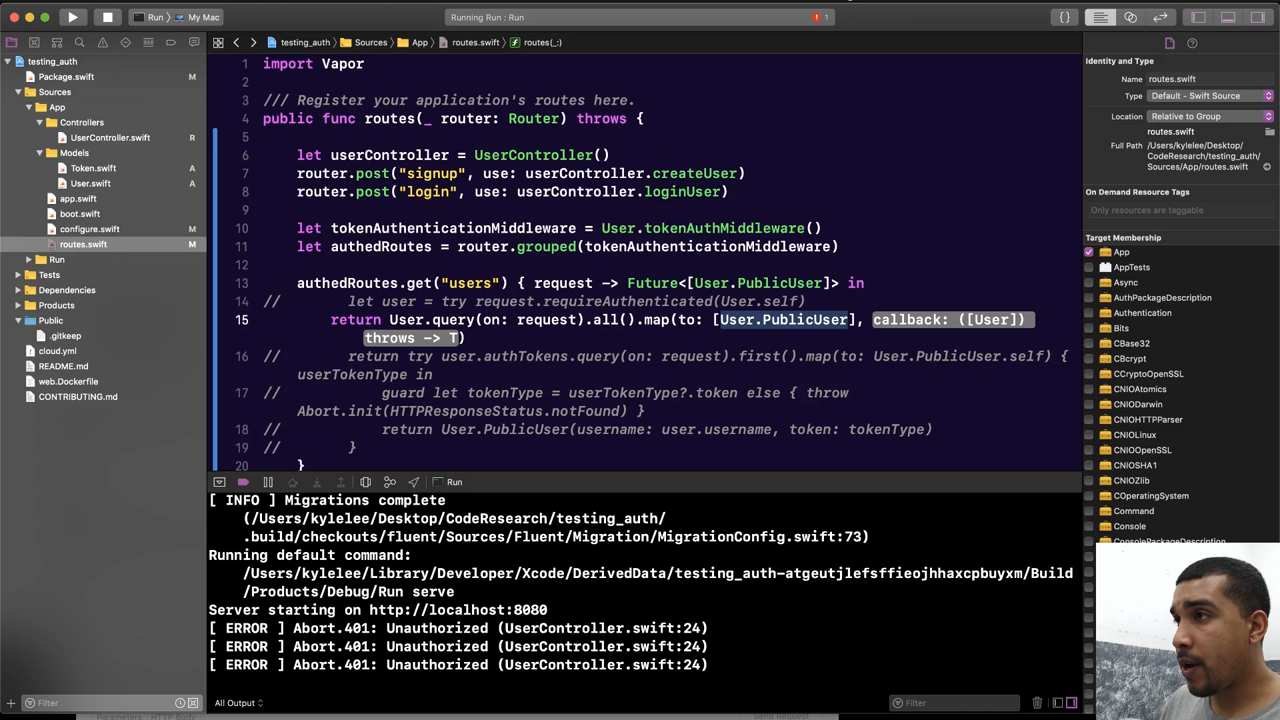 Run
My Mac
Running Run : Run
1
testing_auth
Sources
App
routes.swift
routes(_:)
testing_auth
Package.swift M
Sources
App
Controllers
UserController.swift R
Models
Token.swift A
User.swift A
app.swift
boot.swift
configure.swift M
routes.swift M
Run
Tests
Dependencies
Products
Public
.gitkeep
cloud.yml
README.md
web.Dockerfile
CONTRIBUTING.md
Filter
1 import Vapor
2
3 /// Register your application's routes here.
4 public func routes(_ router: Router) throws {
5
6 let userController = UserController()
7 router.post("signup", use: userController.createUser)
8 router.post("login", use: userController.loginUser)
9
10 let tokenAuthenticationMiddleware = User.tokenAuthMiddleware()
11 let authedRoutes = router.grouped(tokenAuthenticationMiddleware)
12
13 authedRoutes.get("users") { request -> Future<[User.PublicUser]> in
14 // let user = try request.requireAuthenticated(User.self)
15 return User.query(on: request).all().map(to: [User.PublicUser], callback: ([User])
throws -> T)
16 // return try user.authTokens.query(on: request).first().map(to: User.PublicUser.self) {
userTokenType in
17 // guard let tokenType = userTokenType?.token else { throw
Abort.init(HTTPResponseStatus.notFound) }
18 // return User.PublicUser(username: user.username, token: tokenType)
19 // }
20 }
Run
[ INFO ] Migrations complete
(/Users/kylelee/Desktop/CodeResearch/testing_auth/
.build/checkouts/fluent/Sources/Fluent/Migration/MigrationConfig.swift:73)
Running default command:
/Users/kylelee/Library/Developer/Xcode/DerivedData/testing_auth-atgeutjlefsffieojhhaxcpbuyxm/Build
/Products/Debug/Run serve
Server starting on http://localhost:8080
[ ERROR ] Abort.401: Unauthorized (UserController.swift:24)
[ ERROR ] Abort.401: Unauthorized (UserController.swift:24)
[ ERROR ] Abort.401: Unauthorized (UserController.swift:24)
All Output
Filter
Identity and Type
Name routes.swift
Type Default - Swift Source
Location Relative to Group
routes.swift
Full Path /Users/kylelee/Desktop/
CodeResearch/testing_auth/
Sources/App/routes.swift
On Demand Resource Tags
Only resources are taggable
Target Membership
App
AppTests
Async
AuthPackageDescription
Authentication
Bits
CBase32
CBcrypt
CCryptoOpenSSL
CNIOAtomics
CNIODarwin
CNIOHTTPParser
CNIOLinux
CNIOOpenSSL
CNIOSHA1
CNIOZlib
COperatingSystem
Command
Console
ConsolePackageDescription